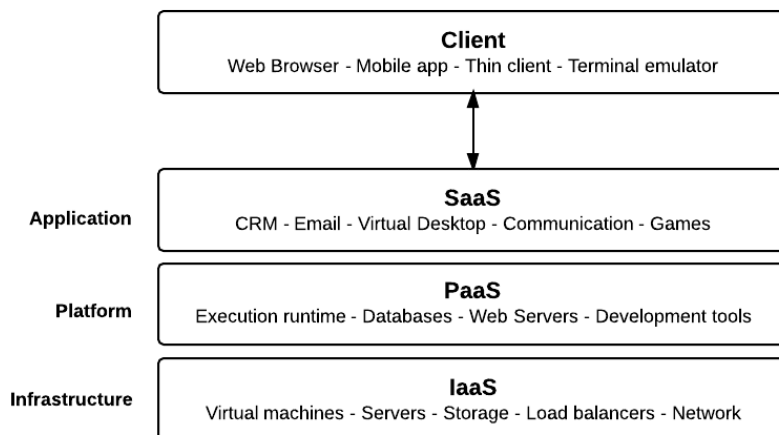 Client
Web Browser - Mobile app - Thin client - Terminal emulator
SaaS
Application
CRM - Email - Virtual Desktop - Communication - Games
PaaS
Platform
Execution runtime - Databases - Web Servers - Development tools
IaaS
Infrastructure
Virtual machines - Servers - Storage - Load balancers - Network